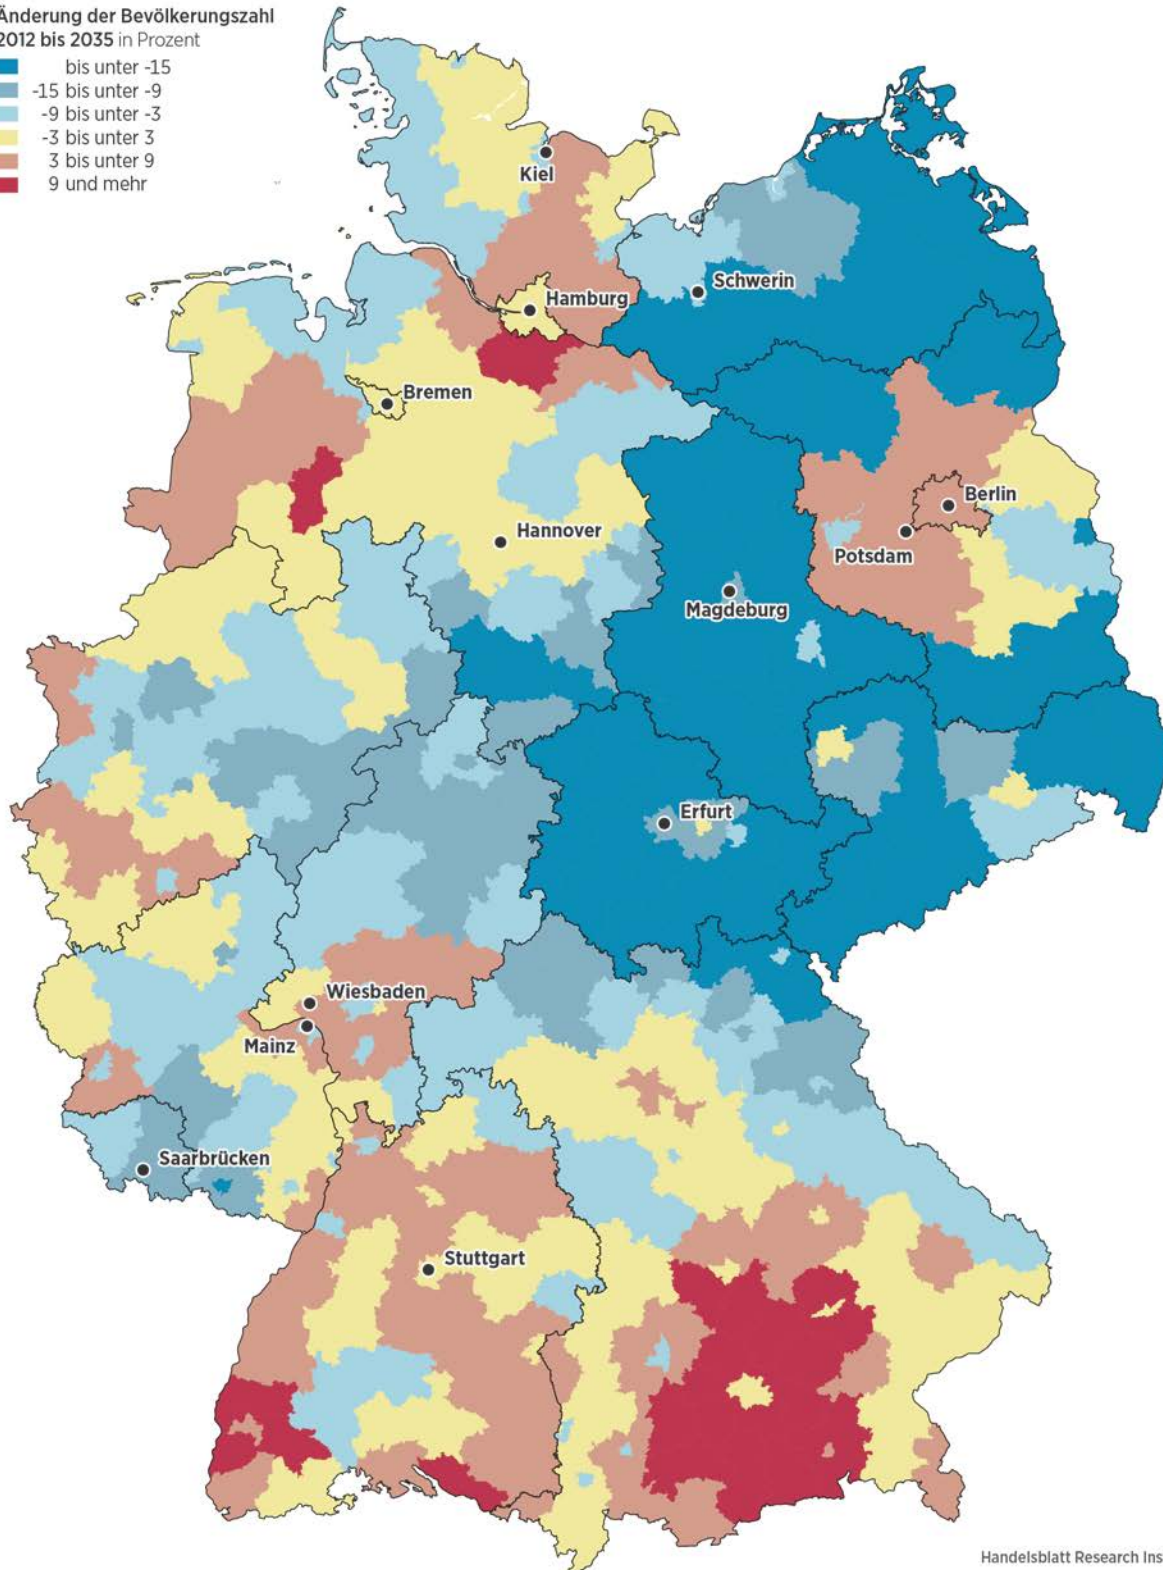 Änderung der Bevölkerungszahl
2012 bis 2035 in Prozent
bis unter -15
-15 bis unter -9
-9 bis unter -3
-3 bis unter 3
3 bis unter 9
9 und mehr
Kiel
Schwerin
Hamburg
Bremen
Berlin
Hannover
Potsdam
Magdeburg
Erfurt
Wiesbaden
Mainz
Saarbrücken
Stuttgart
Handelsblatt Research Ins